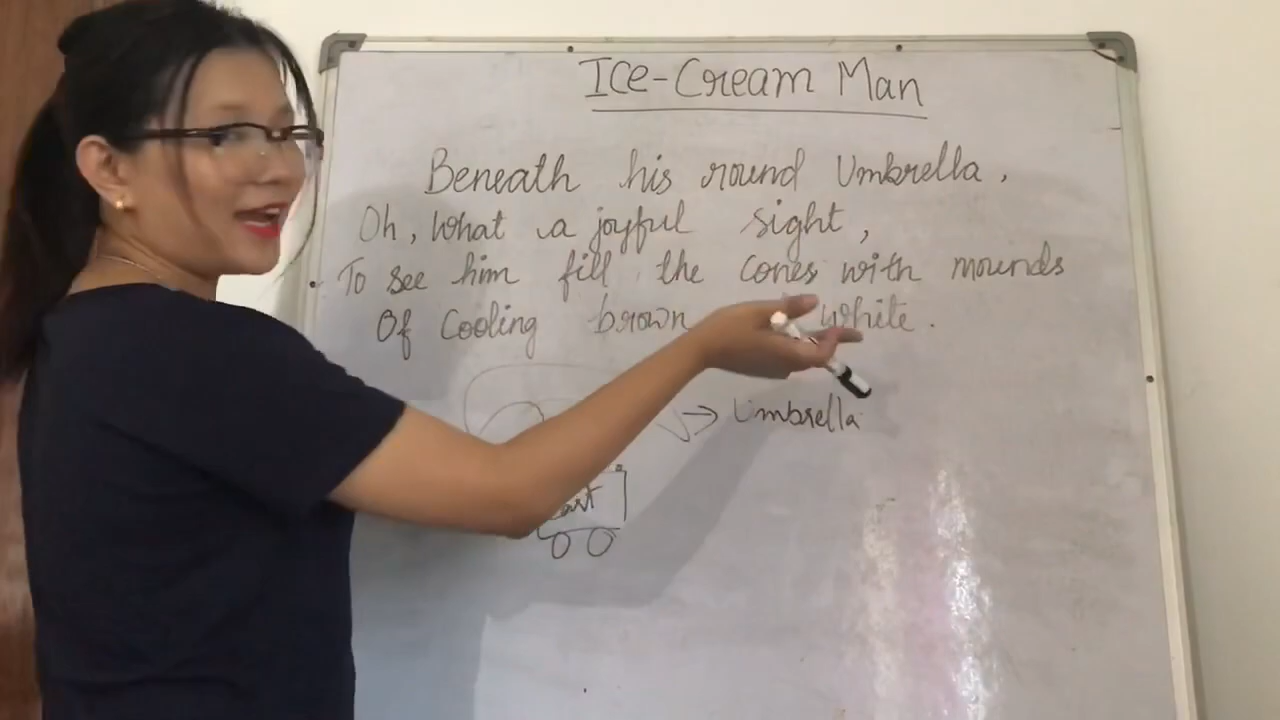 Ice-Cream Man
Beneath his round Umbrella,
Oh, what a joyful sight,
To see him fill the cones with mounds
Of Cooling brown white.
Umbrella
Cart